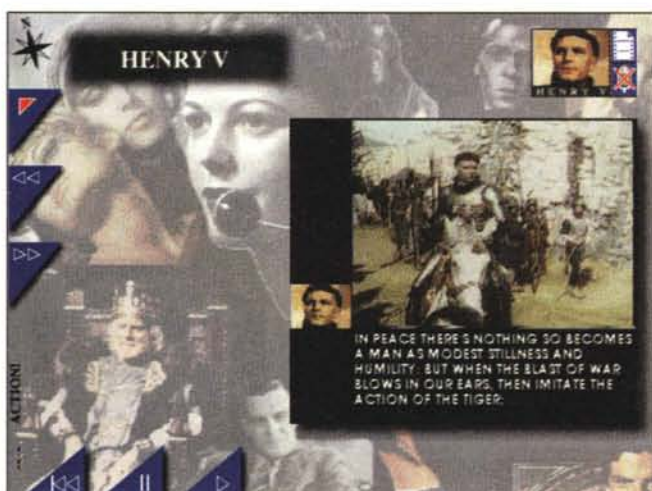 N
HENRY V
HENRY V
IN PEACE THERE'S NOTHING SO BECOMES
A MAN AS MODEST STILLNESS AND
HUMILITY: BUT WHEN THE BLAST OF WAR
BLOWS IN OUR EARS, THEN IMITATE THE
ACTION OF THE TIGER:
ACTION!